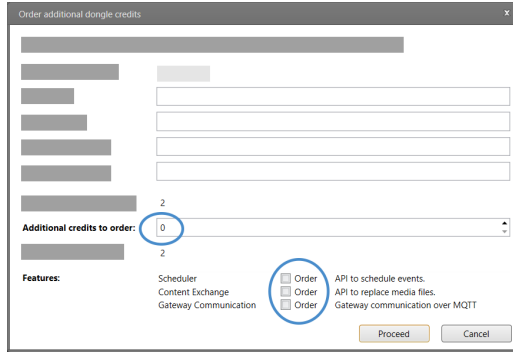 Order additional dongle credits x
2
Additional credits to order: 0
2
Features: Scheduler Order API to schedule events.
Content Exchange Order API to replace media files.
Gateway Communication Order Gateway communication over MQTT
Proceed Cancel